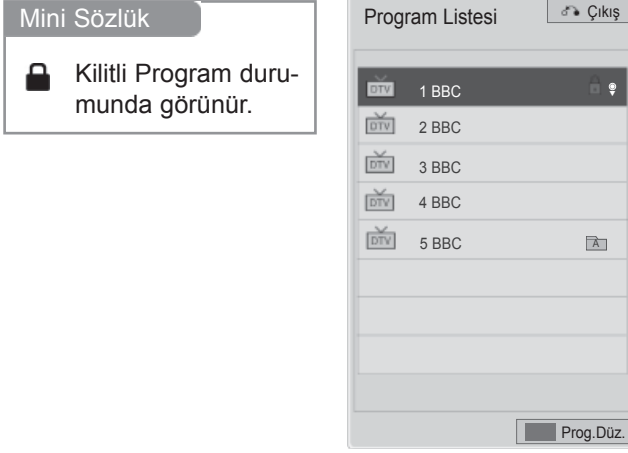 Mini Sözlük
Kilitli Program duru-
munda görünür.
Program Listesi
Çıkış
DTV 1 BBC
DTV 2 BBC
DTV 3 BBC
DTV 4 BBC
DTV 5 BBC A
Prog.Düz.